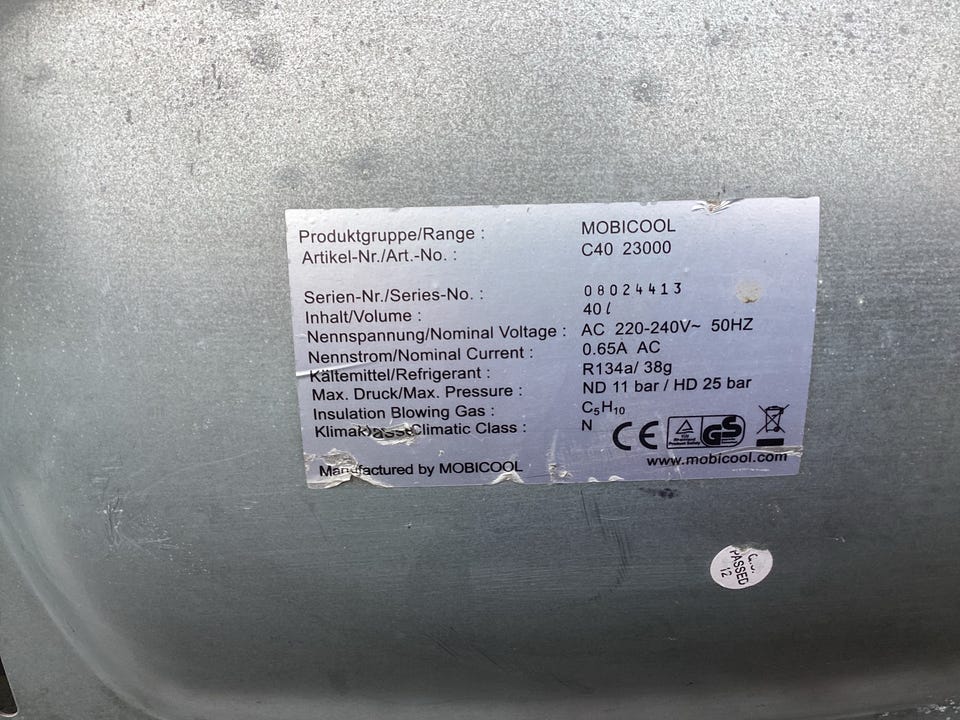 Produktgruppe/Range : MOBICOOL
Artikel-Nr./Art.-No. : C40 23000
Serien-Nr./Series-No. : 08024413
Inhalt/Volume : 40 l
Nennspannung/Nominal Voltage : AC 220-240V~ 50HZ
Nennstrom/Nominal Current : 0.65A AC
Kältemittel/Refrigerant : R134a/ 38g
Max. Druck/Max. Pressure : ND 11 bar / HD 25 bar
Insulation Blowing Gas : C₅H₁₀
Climatic Class : N
CE GS
Manufactured by MOBICOOL www.mobicool.com
PASSED
12